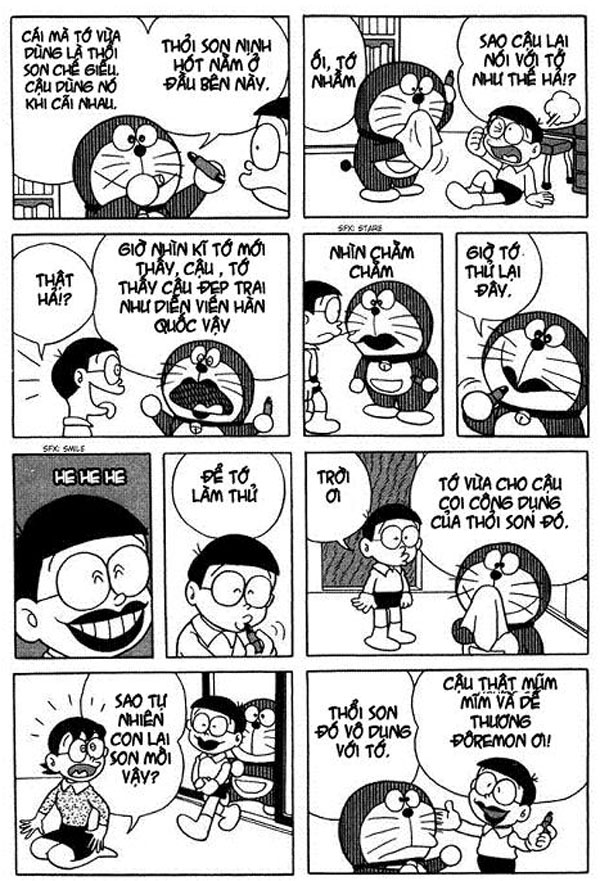 SAO CẬU LẠI
NÓI VỚI TỚ
NHƯ THẾ HẢ!?
ỐI, TỚ
NHẦM
THỎI SON NỊNH
HÓT NẰM Ở
ĐẦU BÊN NÀY.
CÁI MÀ TỚ VỪA
DÙNG LÀ THỎI
SON CHẾ GIỄU.
CẬU DÙNG NÓ
KHI CÃI NHAU.
GIỜ TỚ
THỬ LẠI
ĐÂY.
SFX: STARE
NHÌN CHẰM
CHẰM
GIỜ NHÌN KĨ TỚ MỚI
THẤY, CẬU , TỚ
THẤY CẬU ĐẸP TRAI
NHƯ DIỄN VIÊN HÀN
QUỐC VẬY
THẬT
HẢ!?
TỚ VỪA CHO CẬU
COI CÔNG DỤNG
CỦA THỎI SON ĐÓ.
TRỜI
ƠI
ĐỂ TỚ
LÀM THỬ
SFX: SMILE
HE HE HE
CẬU THẬT MŨM
MĨM VÀ DỄ
THƯƠNG
ĐÔREMON ƠI!
THỎI SON
ĐÓ VÔ DỤNG
VỚI TỚ.
SAO TỰ
NHIÊN
CON LẠI
SON MÔI
VẬY?